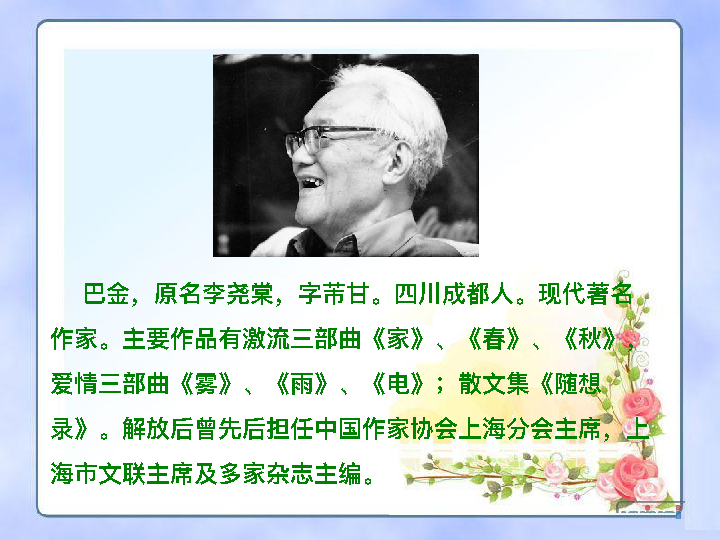 巴金，原名李尧棠，字芾甘。四川成都人。现代著名
作家。主要作品有激流三部曲《家》、《春》、《秋》，
爱情三部曲《雾》、《雨》、《电》；散文集《随想
录》。解放后曾先后担任中国作家协会上海分会主席，上
海市文联主席及多家杂志主编。